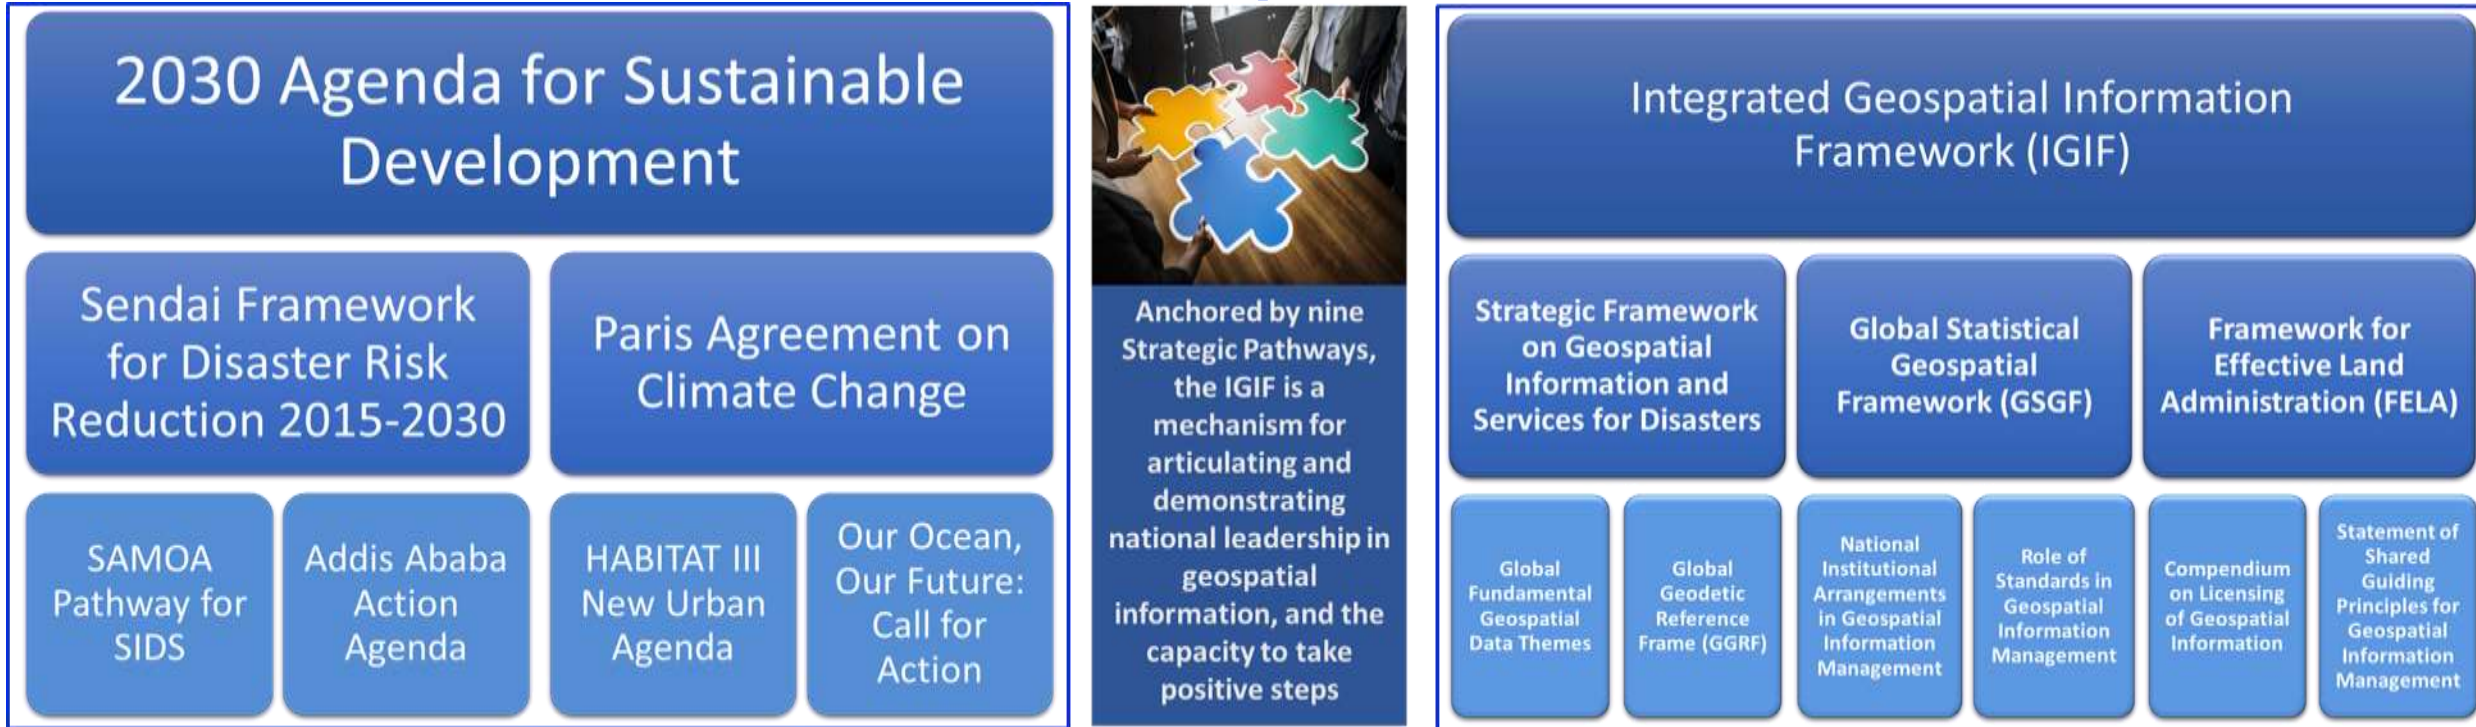 2030 Agenda for Sustainable
Development
Sendai Framework
for Disaster Risk
Reduction 2015-2030
Paris Agreement on
Climate Change
SAMOA
Pathway for
SIDS
Addis Ababa
Action
Agenda
HABITAT III
New Urban
Agenda
Our Ocean,
Our Future:
Call for
Action
Anchored by nine
Strategic Pathways,
the IGIF is a
mechanism for
articulating and
demonstrating
national leadership in
geospatial
information, and the
capacity to take
positive steps
Integrated Geospatial Information
Framework (IGIF)
Strategic Framework
on Geospatial
Information and
Services for Disasters
Global Statistical
Geospatial
Framework (GSGF)
Framework for
Effective Land
Administration (FELA)
Global
Fundamental
Geospatial
Data Themes
Global
Geodetic
Reference
Frame (GGRF)
National
Institutional
Arrangements
in Geospatial
Information
Management
Role of
Standards in
Geospatial
Information
Management
Compendium
on Licensing
of Geospatial
Information
Statement of
Shared
Guiding
Principles for
Geospatial
Information
Management